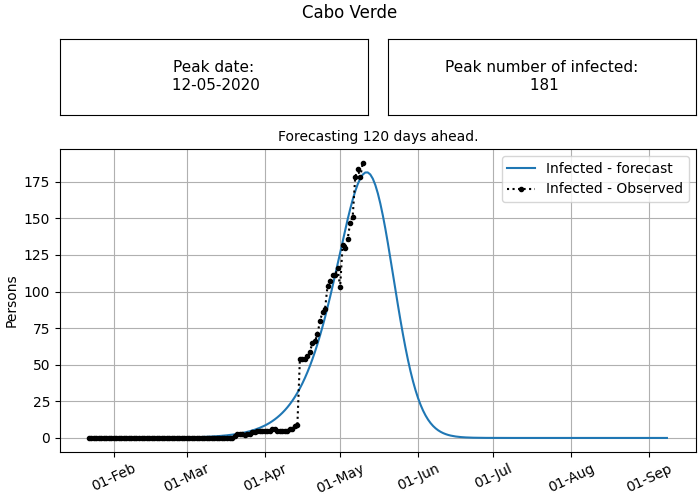 Cabo Verde
Peak date:
12-05-2020
Peak number of infected:
181
Forecasting 120 days ahead.
Infected - forecast
Infected - Observed
Persons
175
150
125
100
75
50
25
0
01-Feb
01-Mar
01-Apr
01-May
01-Jun
01-Jul
01-Aug
01-Sep